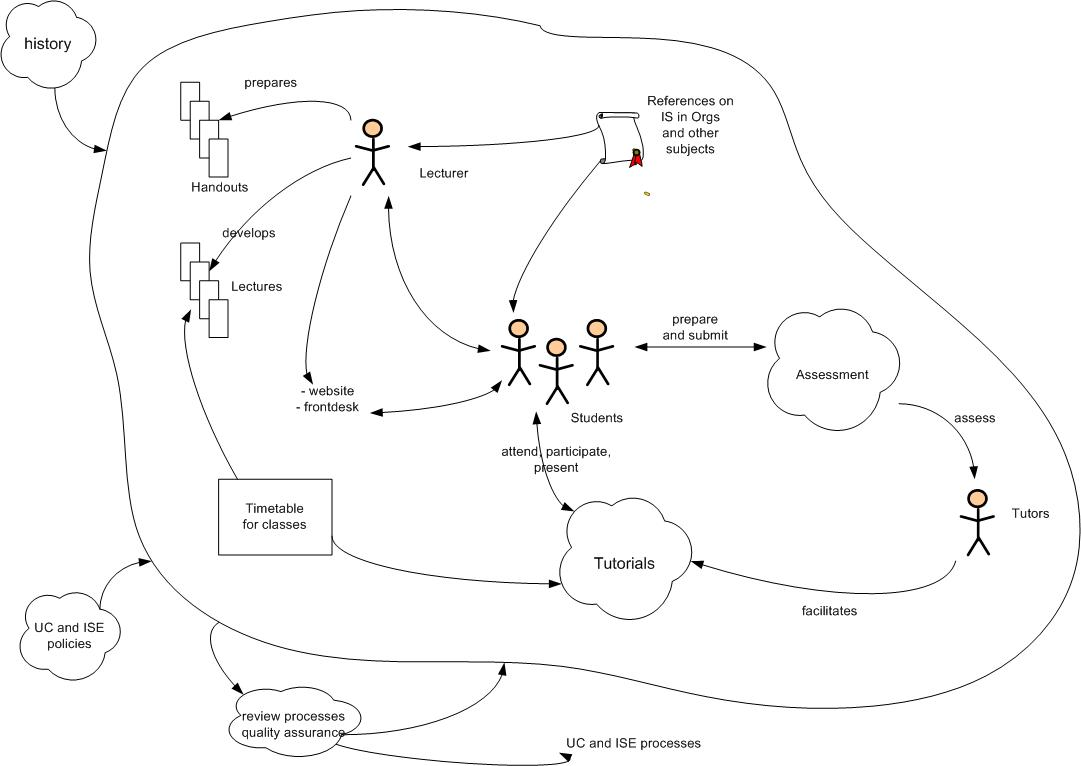 history
prepares
References on
IS in Orgs
and other
subjects
Lecturer
Handouts
develops
Lectures
prepare
and submit
Assessment
- website
- frontdesk
Students
assess
attend, participate,
present
Timetable
for classes
Tutors
Tutorials
facilitates
UC and ISE
policies
review processes
quality assurance
UC and ISE processes